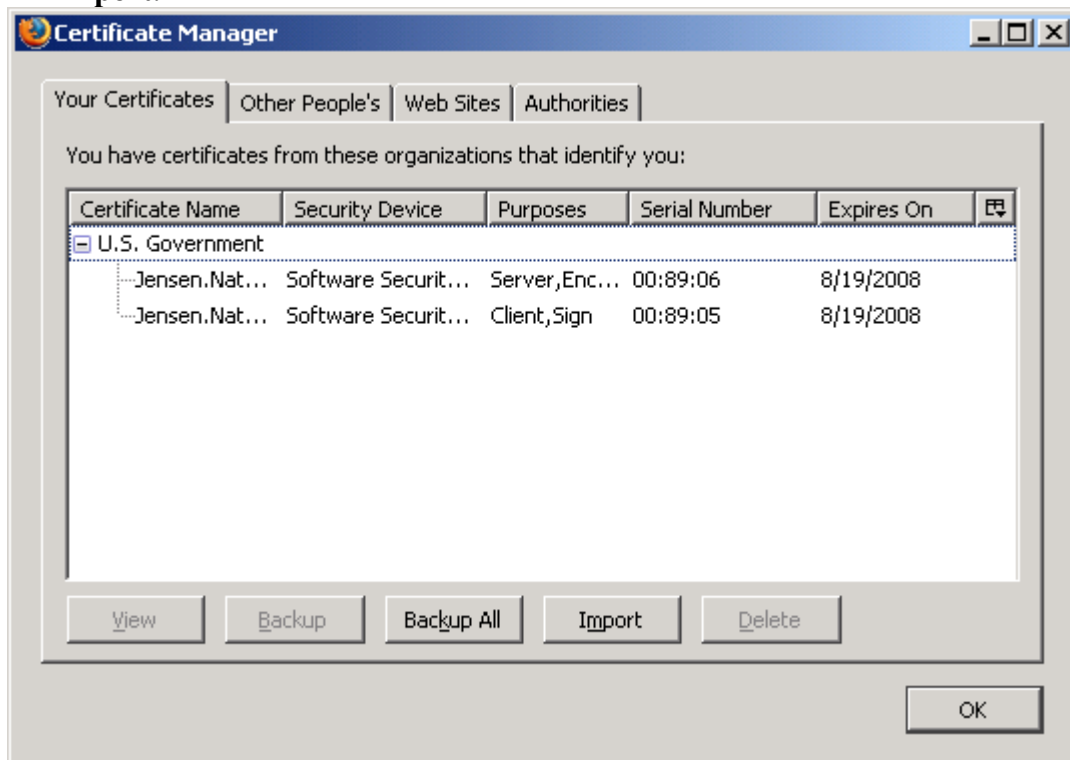 Certificate Manager
Your Certificates Other People's Web Sites Authorities
You have certificates from these organizations that identify you:
Certificate Name Security Device Purposes Serial Number Expires On
U.S. Government
Jensen.Nat... Software Securit... Server,Enc... 00:89:06 8/19/2008
Jensen.Nat... Software Securit... Client,Sign 00:89:05 8/19/2008
View Backup Backup All Import Delete
OK